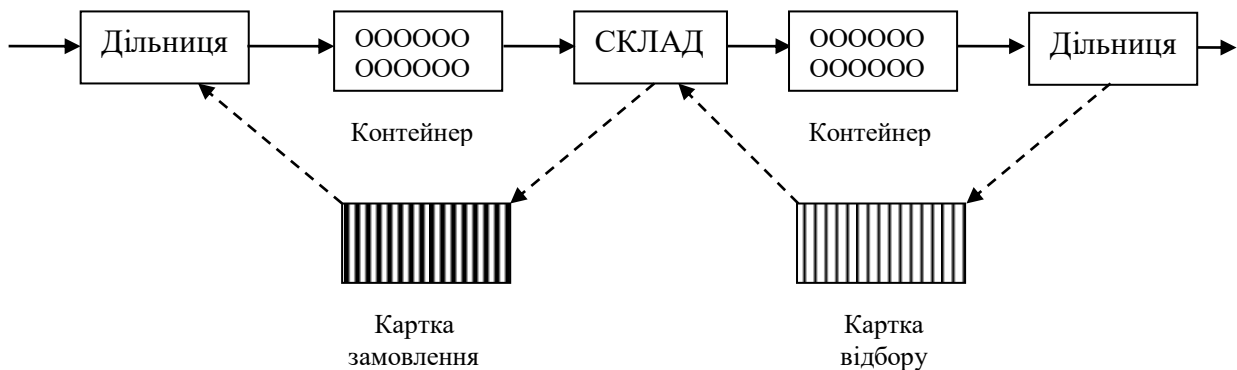 Дільниця
ОООООО
ОООООО
СКЛАД
ОООООО
ОООООО
Дільниця
Контейнер
Контейнер
Картка
замовлення
Картка
відбору